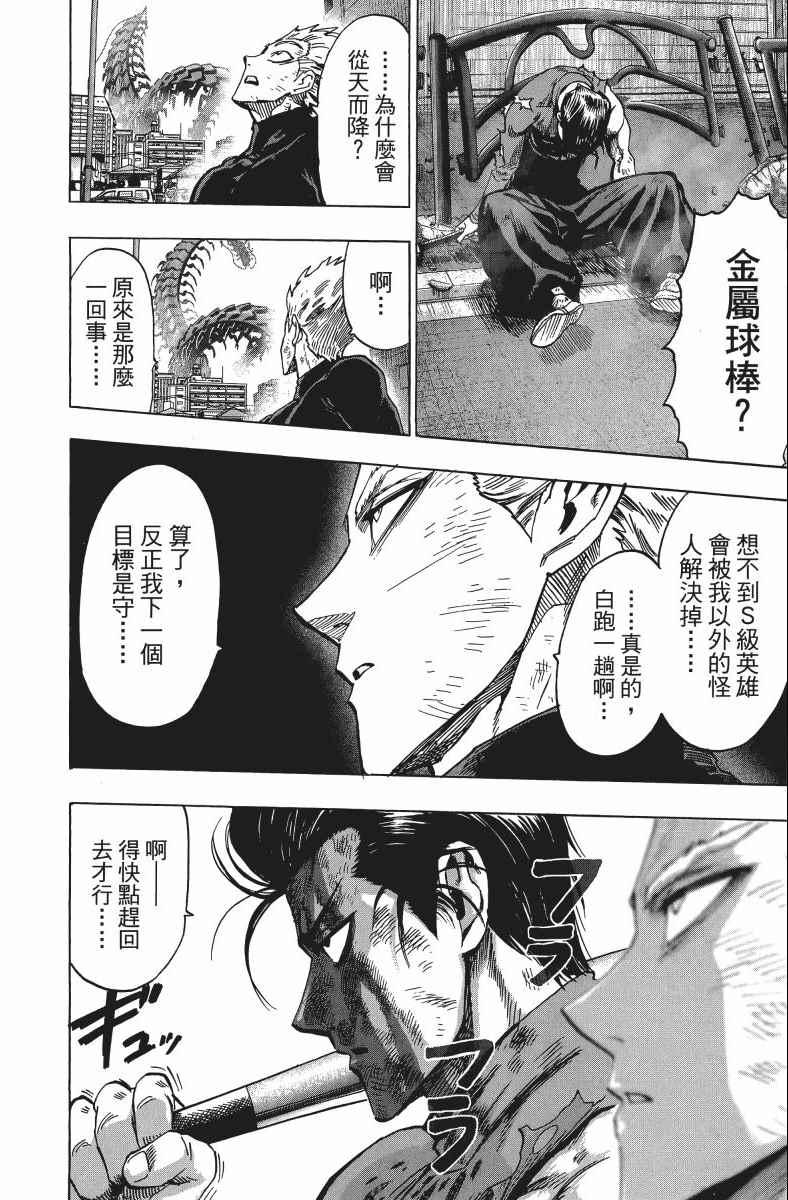 金屬球棒？
……為什麼會
從天而降？
啊…
原來是那麼
一回事……
想不到Ｓ級英雄
會被我以外的怪
人解決掉……
……真是的，
白跑一趟啊…
算了，
反正我下一個
目標是守……
フラ
フラ
啊——
得快點趕回
去才行……
ギュッ